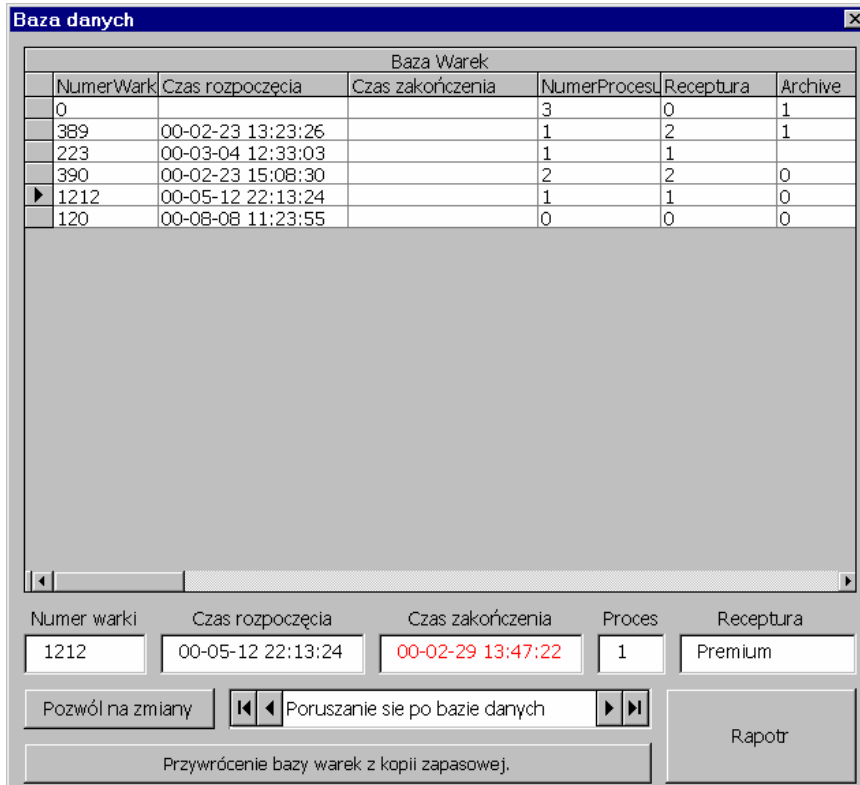 Baza danych
Baza Warek
NumerWark Czas rozpoczęcia Czas zakończenia NumerProcesu Receptura Archive
0 3 0 1
389 00-02-23 13:23:26 1 2 1
223 00-03-04 12:33:03 1 1
390 00-02-23 15:08:30 2 2 0
1212 00-05-12 22:13:24 1 1 0
120 00-08-08 11:23:55 0 0 0
Numer warki Czas rozpoczęcia Czas zakończenia Proces Receptura
1212 00-05-12 22:13:24 00-02-29 13:47:22 1 Premium
Pozwól na zmiany Poruszanie sie po bazie danych
Rapotr
Przywrócenie bazy warek z kopii zapasowej.